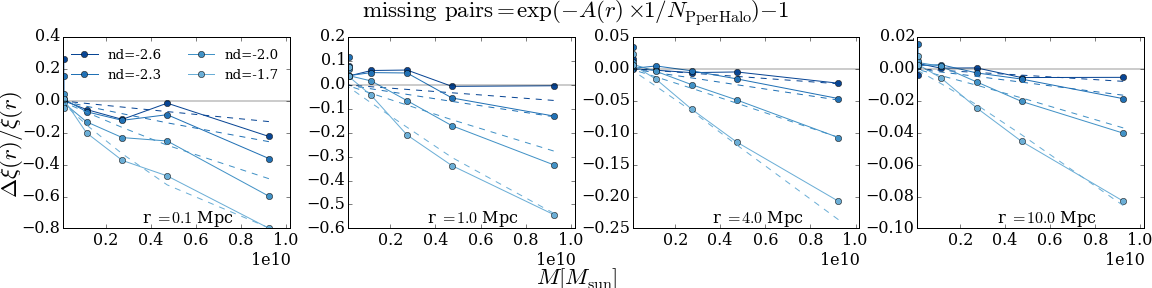 missing pairs = exp(−A(r) ×1/N_PperHalo)−1
Δξ(r)/ξ(r)
0.4
0.2
0.0
−0.2
−0.4
−0.6
−0.8
nd=-2.6 nd=-2.0
nd=-2.3 nd=-1.7
r =0.1 Mpc
0.2 0.4 0.6 0.8 1.0
1e10
0.2
0.1
0.0
−0.1
−0.2
−0.3
−0.4
−0.5
−0.6
r =1.0 Mpc
0.2 0.4 0.6 0.8 1.0
1e10
0.05
0.00
−0.05
−0.10
−0.15
−0.20
−0.25
r =4.0 Mpc
0.2 0.4 0.6 0.8 1.0
1e10
0.02
0.00
−0.02
−0.04
−0.06
−0.08
−0.10
r =10.0 Mpc
0.2 0.4 0.6 0.8 1.0
1e10
M[M_sun]